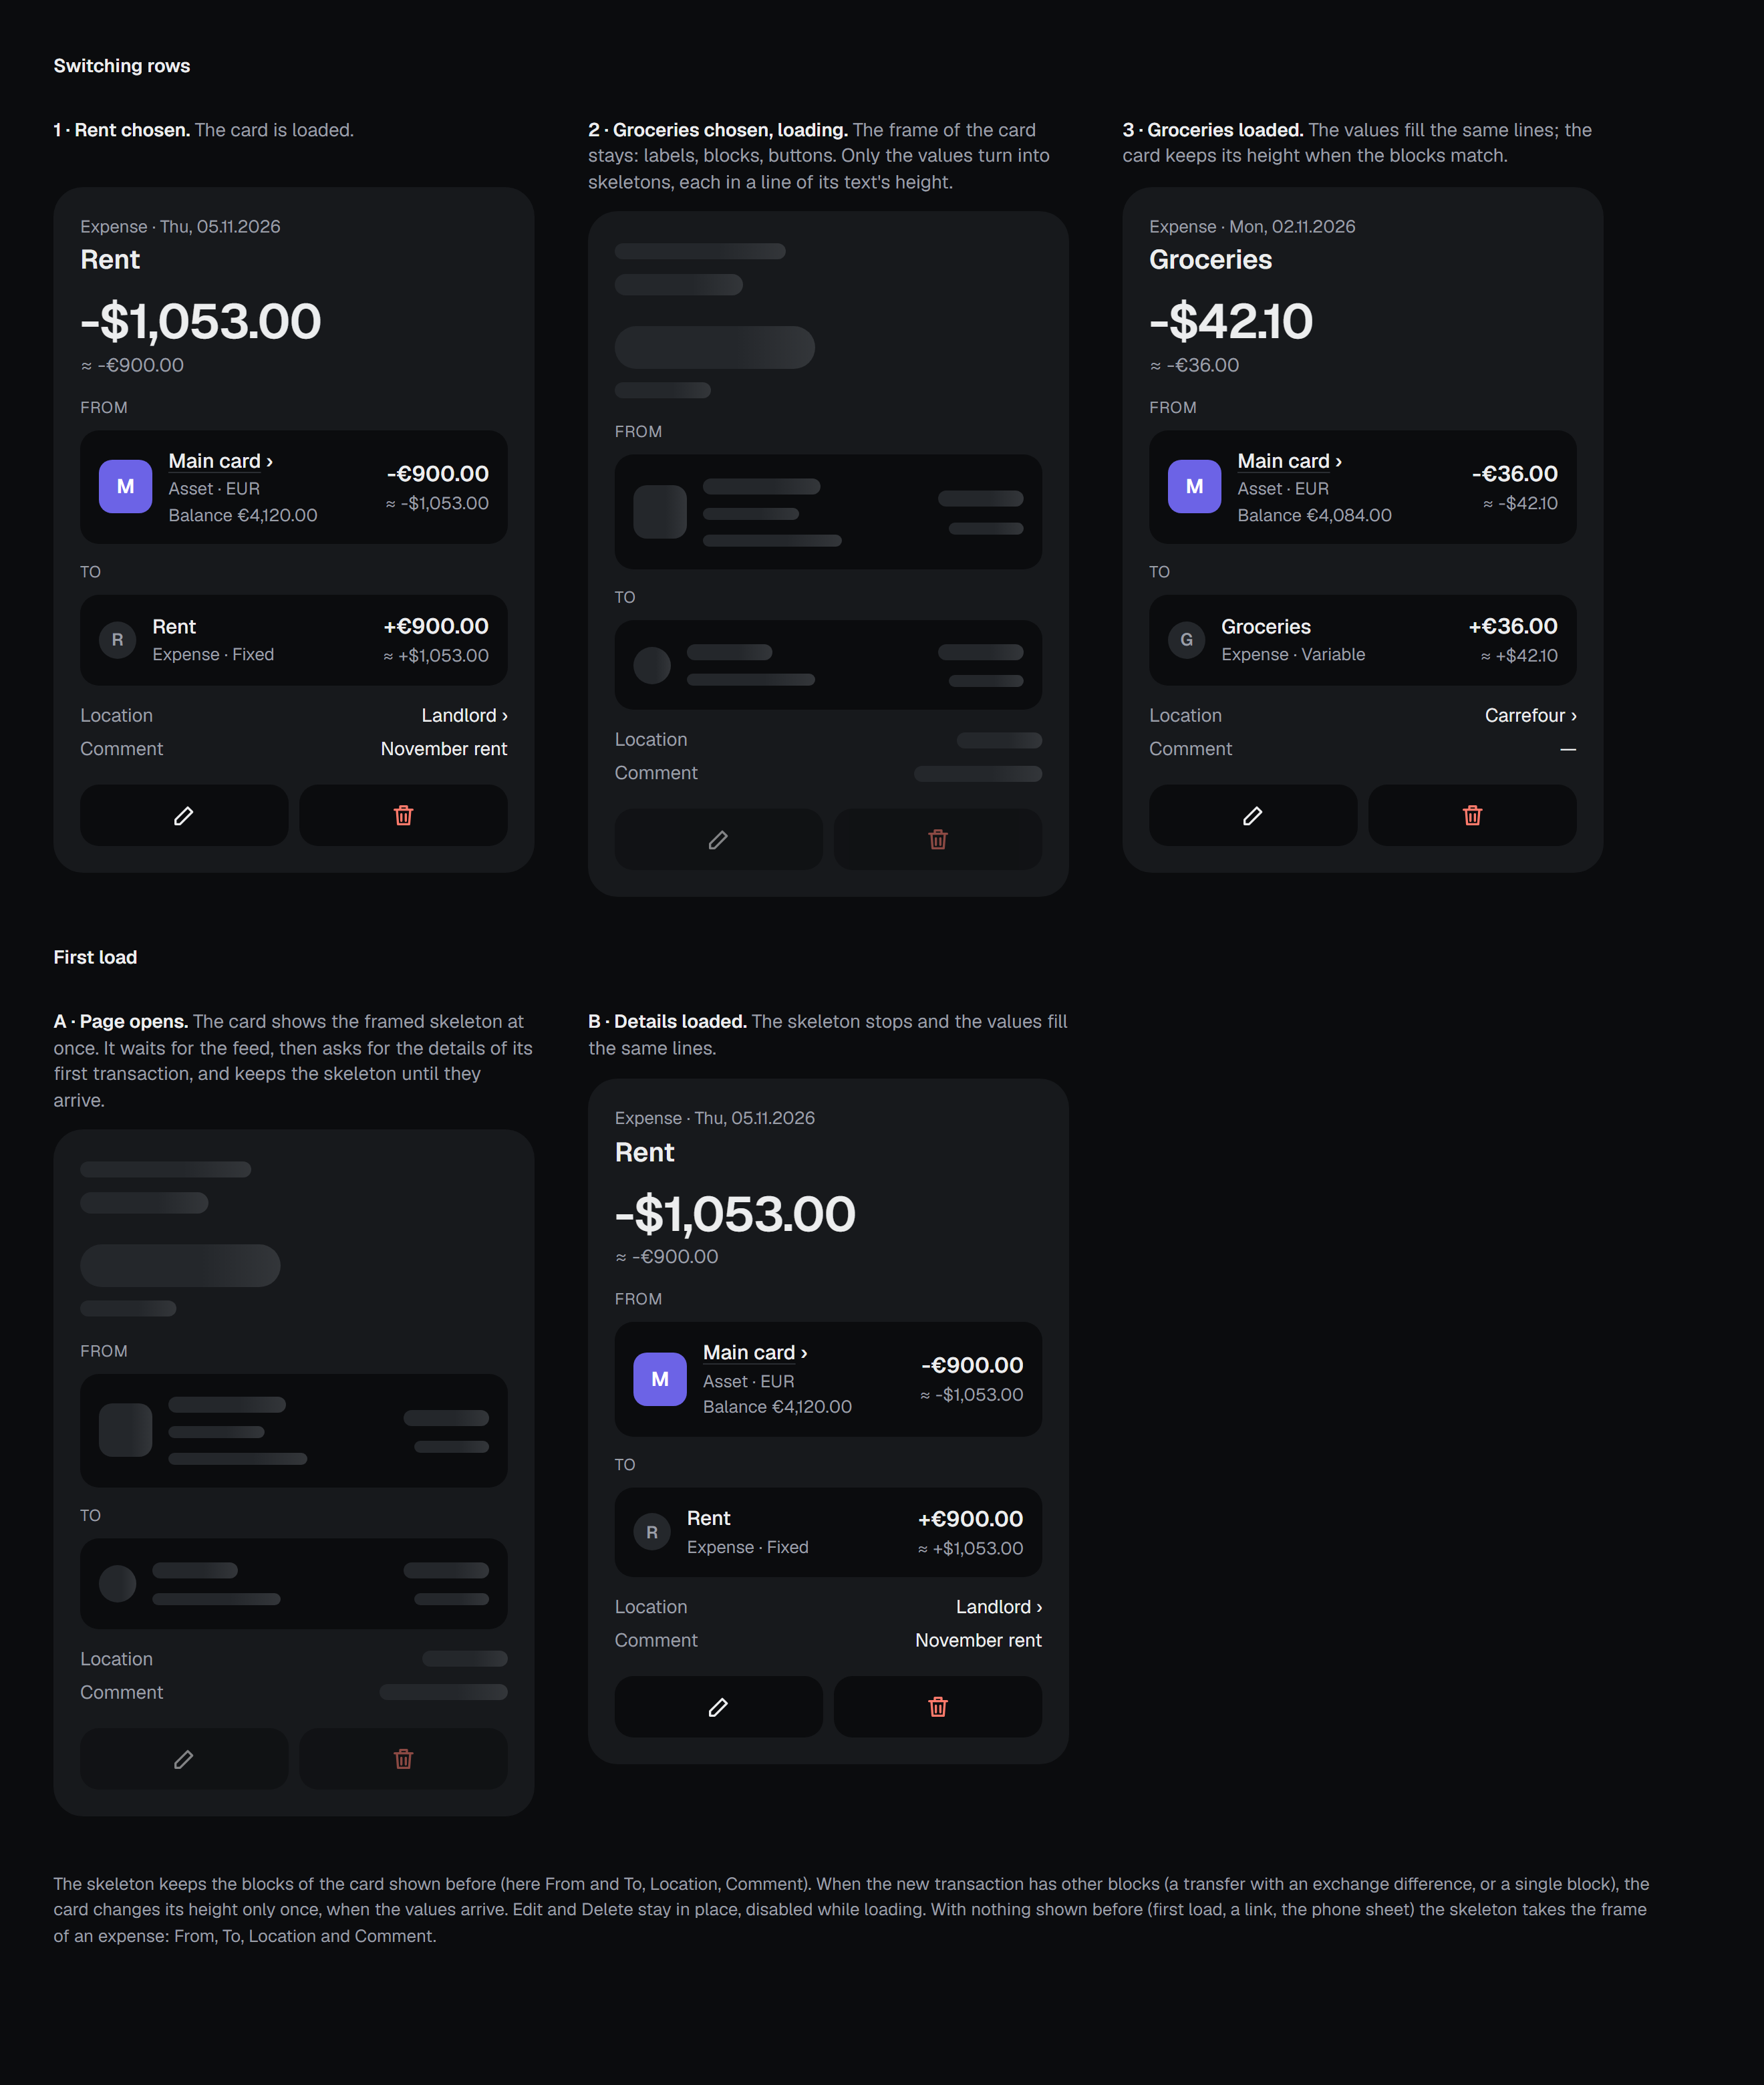 Switching rows
1 · Rent chosen. The card is loaded.
2 · Groceries chosen, loading. The frame of the card
stays: labels, blocks, buttons. Only the values turn into
skeletons, each in a line of its text's height.
3 · Groceries loaded. The values fill the same lines; the
card keeps its height when the blocks match.
Expense · Thu, 05.11.2026
Rent
-$1,053.00
≈ -€900.00
FROM
M
Main card ›
Asset · EUR
Balance €4,120.00
-€900.00
≈ -$1,053.00
TO
R
Rent
Expense · Fixed
+€900.00
≈ +$1,053.00
Location
Landlord ›
Comment
November rent
FROM
TO
Location
Comment
Expense · Mon, 02.11.2026
Groceries
-$42.10
≈ -€36.00
FROM
M
Main card ›
Asset · EUR
Balance €4,084.00
-€36.00
≈ -$42.10
TO
G
Groceries
Expense · Variable
+€36.00
≈ +$42.10
Location
Carrefour ›
Comment
—
First load
A · Page opens. The card shows the framed skeleton at
once. It waits for the feed, then asks for the details of its
first transaction, and keeps the skeleton until they
arrive.
B · Details loaded. The skeleton stops and the values fill
the same lines.
FROM
TO
Location
Comment
Expense · Thu, 05.11.2026
Rent
-$1,053.00
≈ -€900.00
FROM
M
Main card ›
Asset · EUR
Balance €4,120.00
-€900.00
≈ -$1,053.00
TO
R
Rent
Expense · Fixed
+€900.00
≈ +$1,053.00
Location
Landlord ›
Comment
November rent
The skeleton keeps the blocks of the card shown before (here From and To, Location, Comment). When the new transaction has other blocks (a transfer with an exchange difference, or a single block), the
card changes its height only once, when the values arrive. Edit and Delete stay in place, disabled while loading. With nothing shown before (first load, a link, the phone sheet) the skeleton takes the frame
of an expense: From, To, Location and Comment.